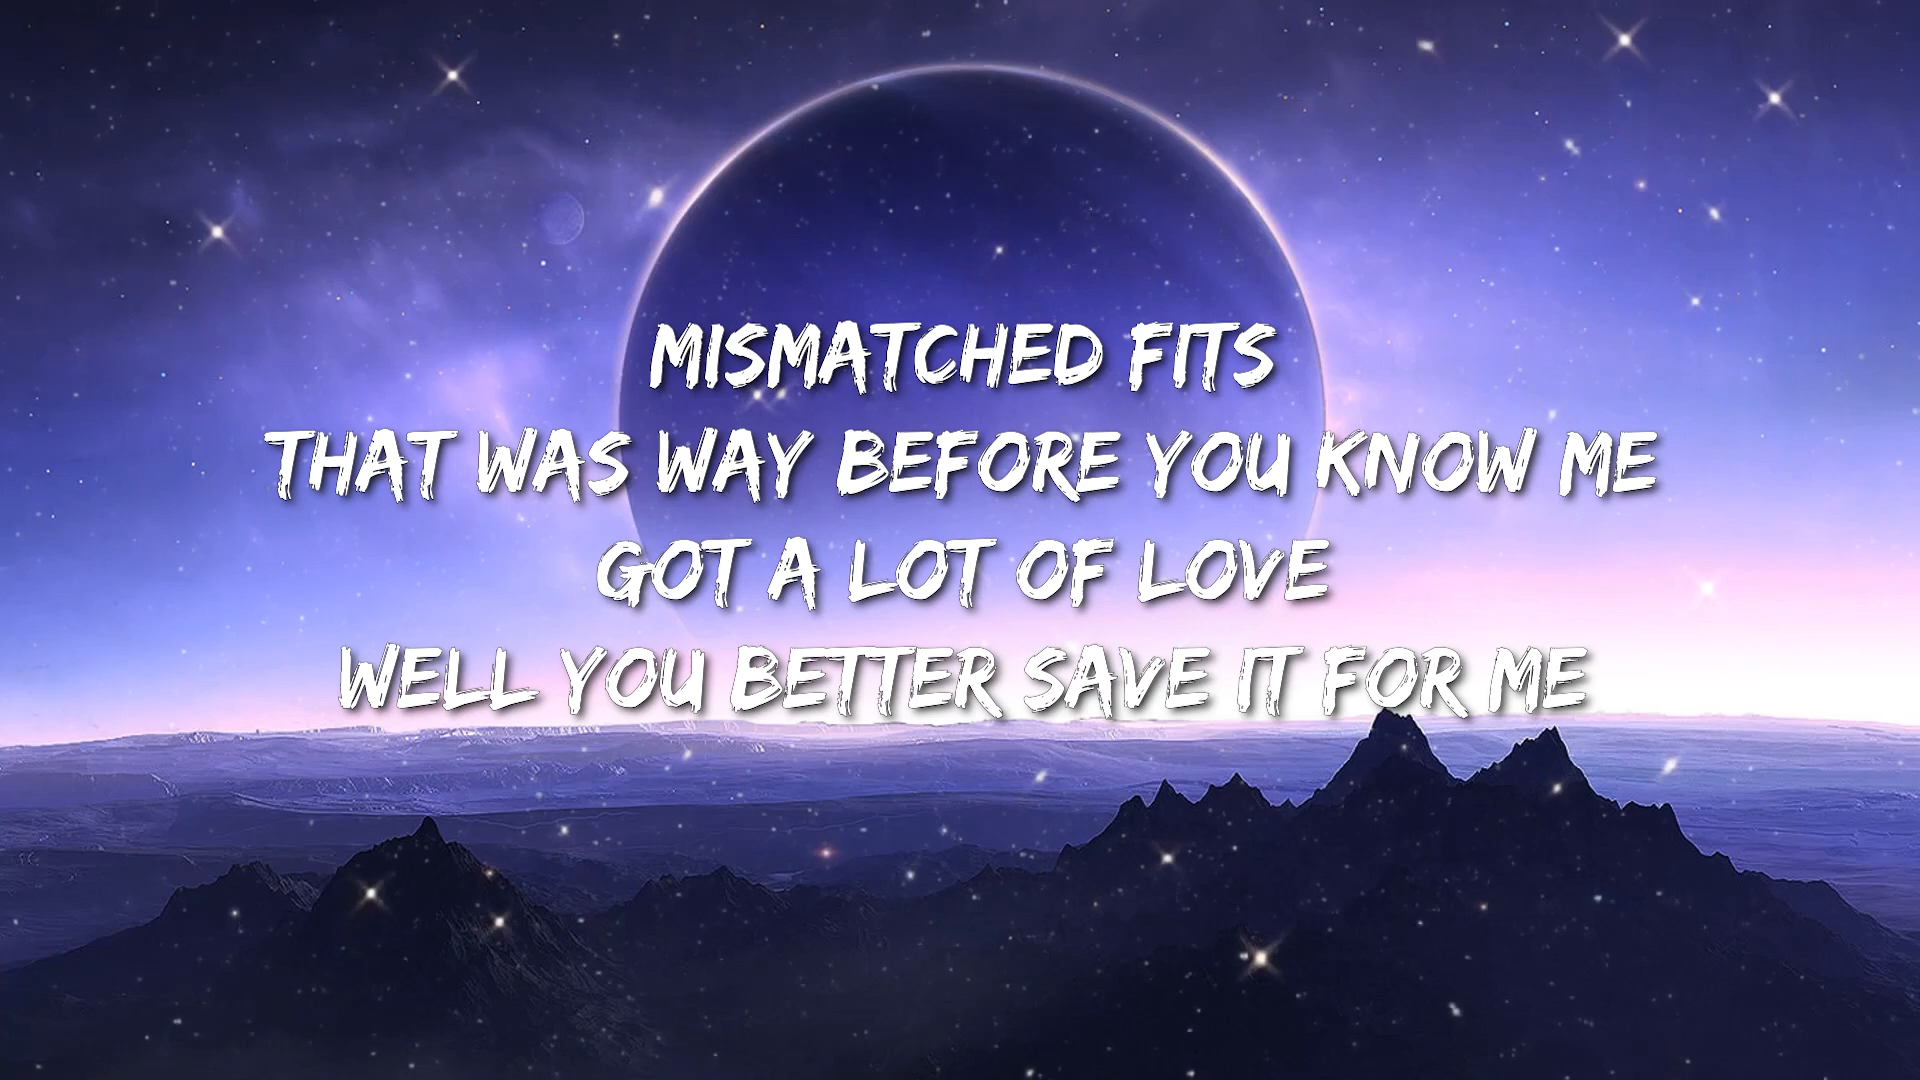 MISMATCHED FITS
THAT WAS WAY BEFORE YOU KNOW ME
GOT A LOT OF LOVE
WELL YOU BETTER SAVE IT FOR ME